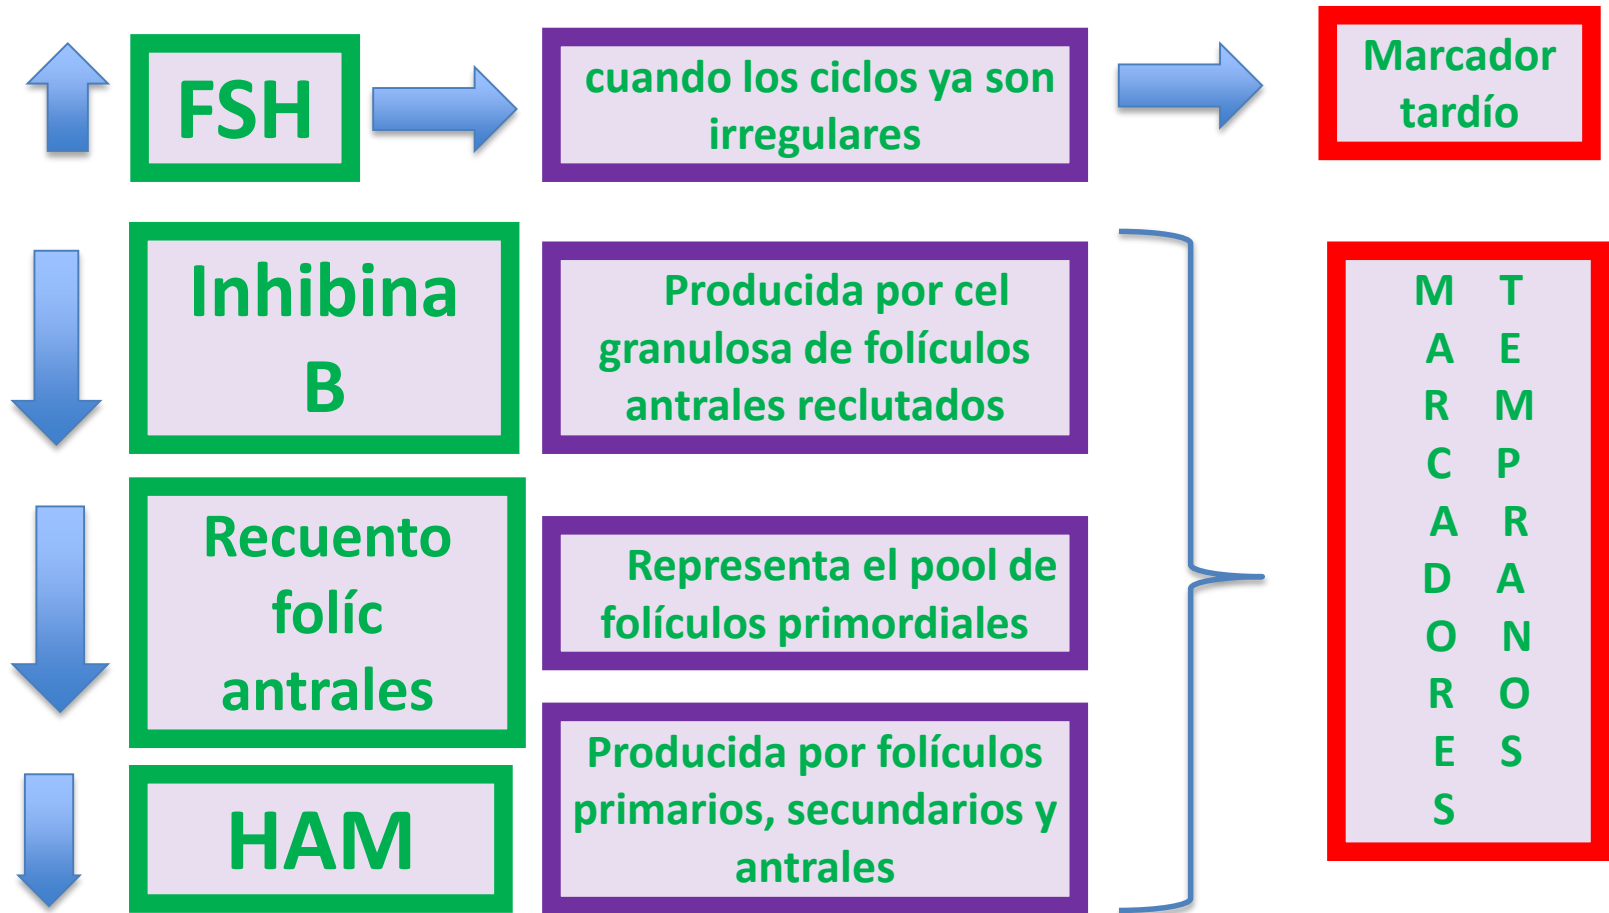 FSH
cuando los ciclos ya son
irregulares
Marcador
tardío
Inhibina
B
Producida por cel
granulosa de folículos
antrales reclutados
Recuento
folíc
antrales
Representa el pool de
folículos primordiales
HAM
Producida por folículos
primarios, secundarios y
antrales
M T
A E
R M
C P
A R
D A
O N
R O
E S
S